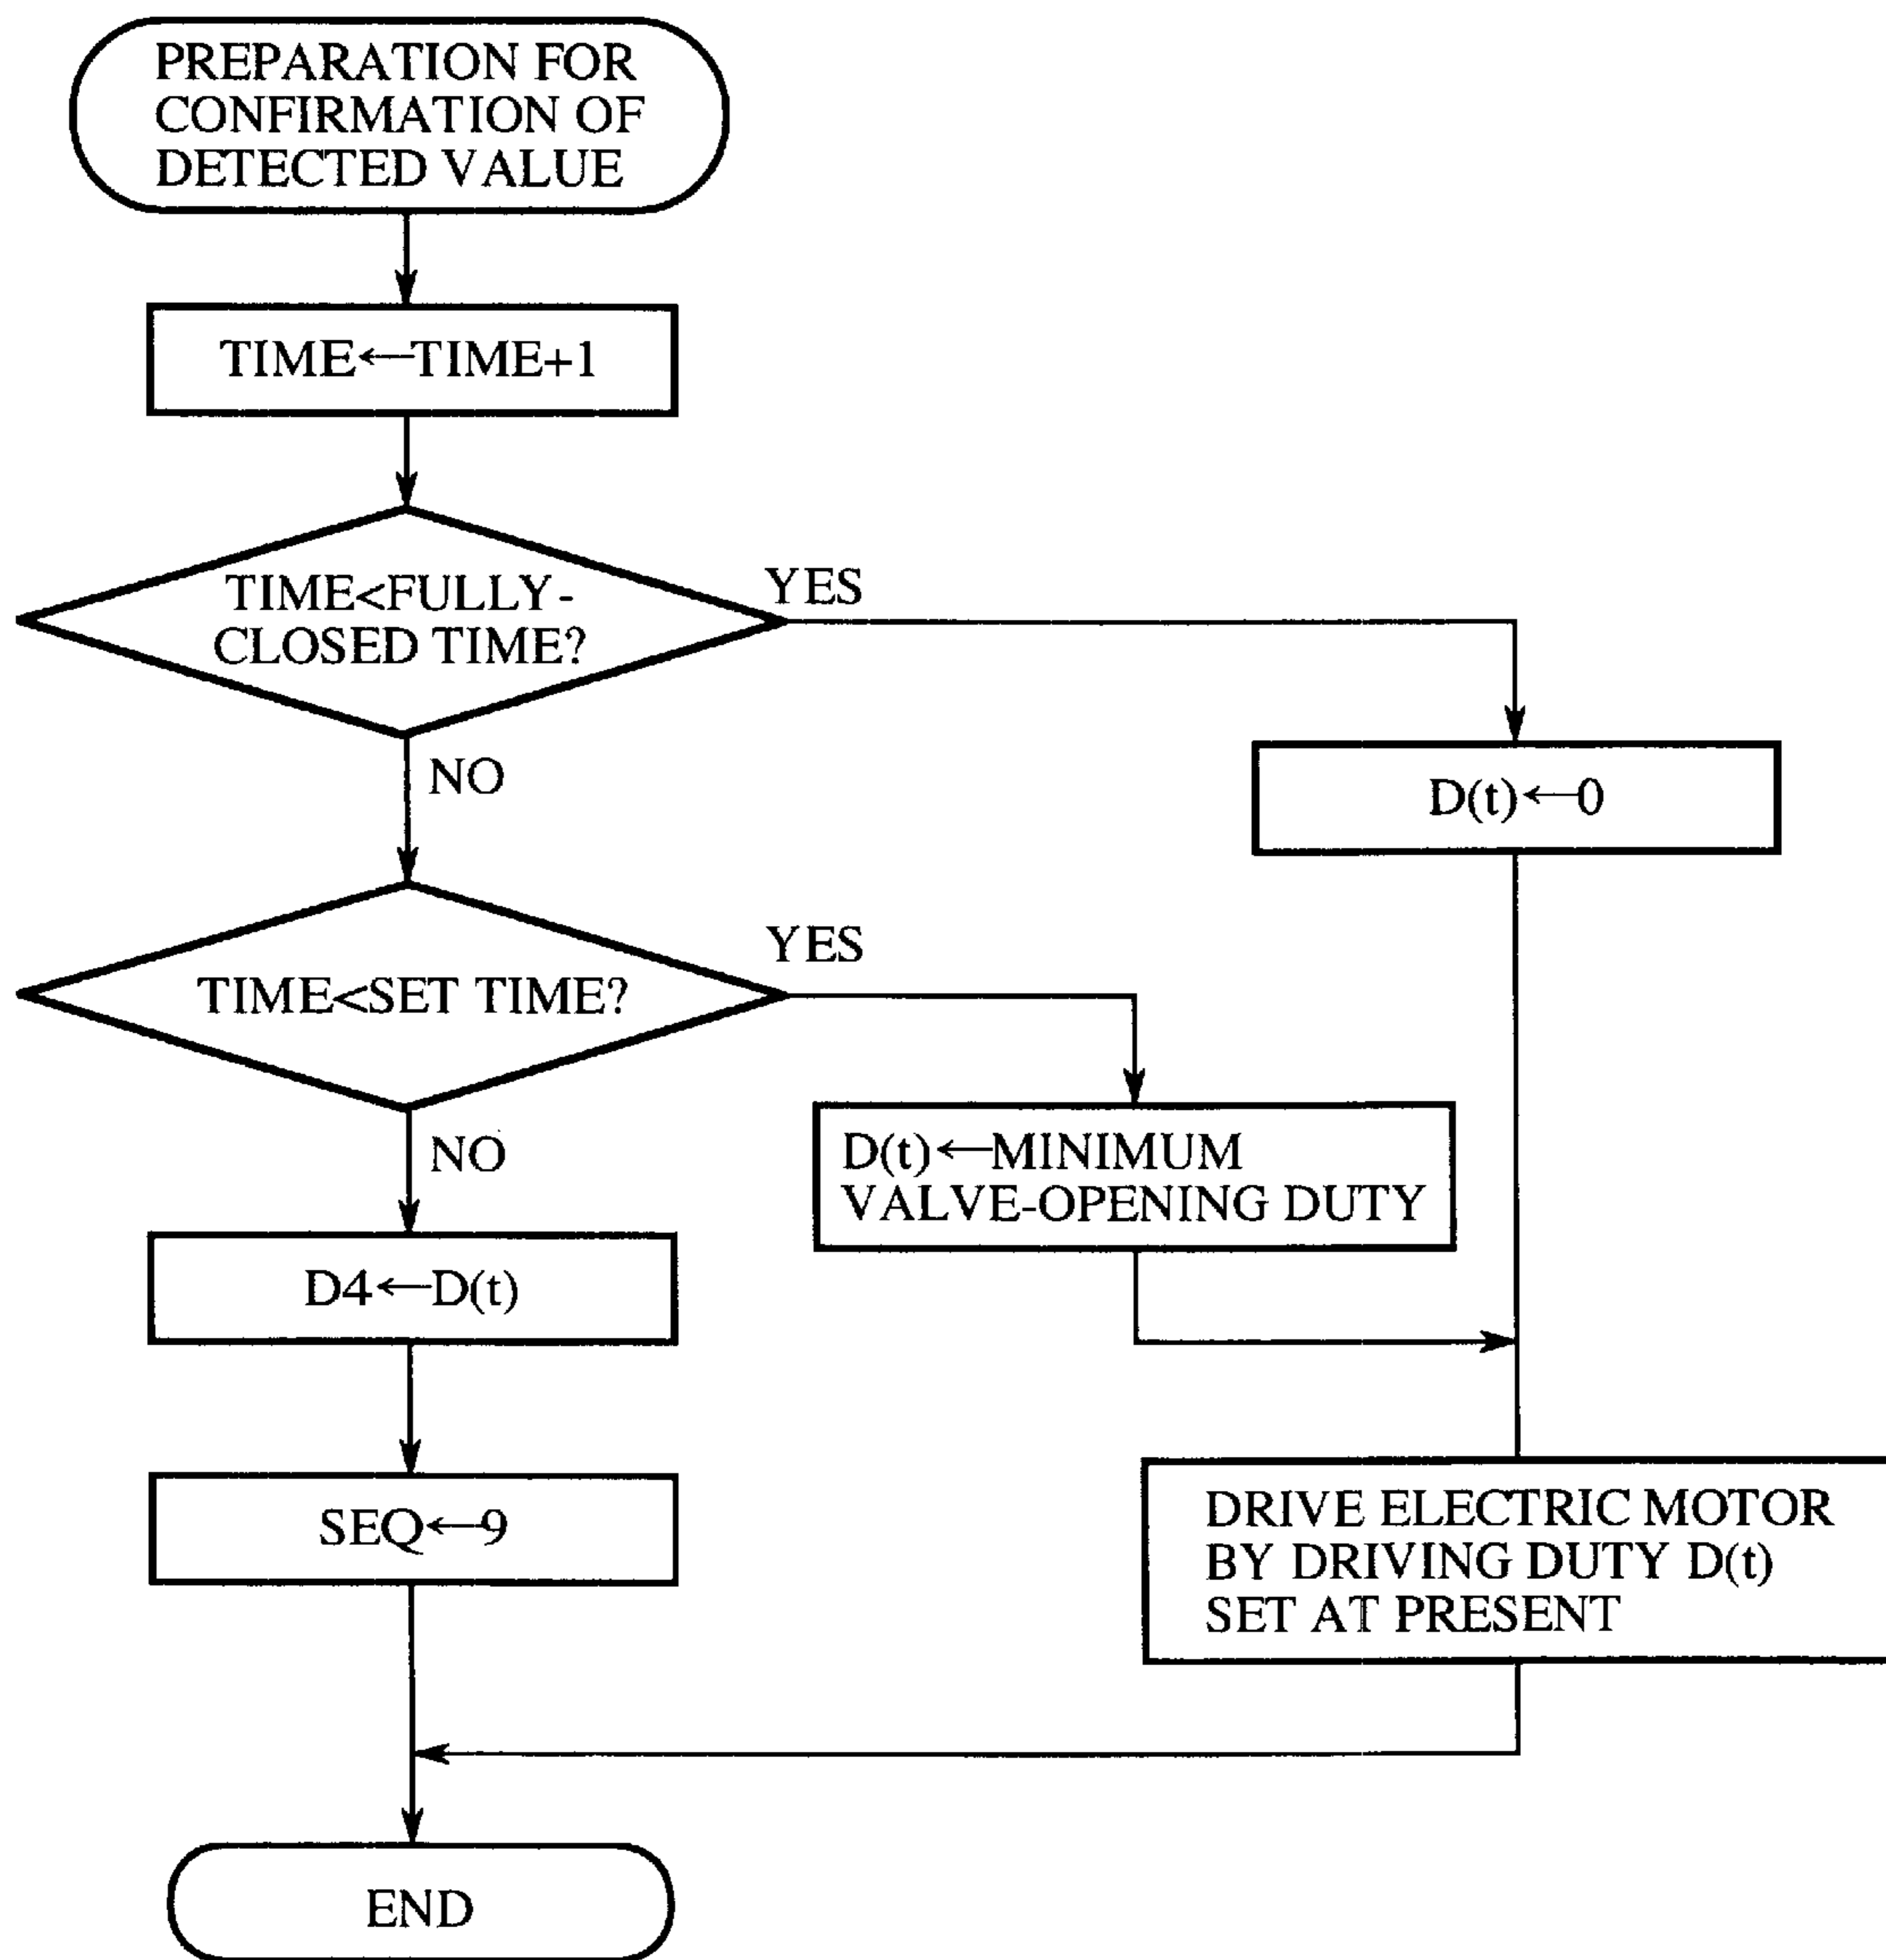 PREPARATION FOR
CONFIRMATION OF
DETECTED VALUE
TIME←TIME+1
TIME<FULLY-
CLOSED TIME?
YES
NO
D(t)←0
TIME<SET TIME?
YES
NO
D(t)←MINIMUM
VALVE-OPENING DUTY
D4←D(t)
SEQ←9
DRIVE ELECTRIC MOTOR
BY DRIVING DUTY D(t)
SET AT PRESENT
END